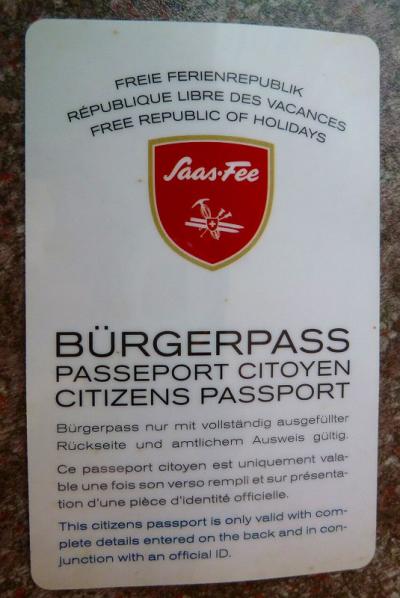 FREIE FERIENREPUBLIK
RÉPUBLIQUE LIBRE DES VACANCES
FREE REPUBLIC OF HOLIDAYS
Saas-Fee
BÜRGERPASS
PASSEPORT CITOYEN
CITIZENS PASSPORT
Bürgerpass nur mit vollständig ausgefüllter
Rückseite und amtlichem Ausweis gültig.
Ce passeport citoyen est uniquement vala-
ble une fois son verso rempli et sur présenta-
tion d'une pièce d'identité officielle.
This citizens passport is only valid with com-
plete details entered on the back and in con-
junction with an official ID.